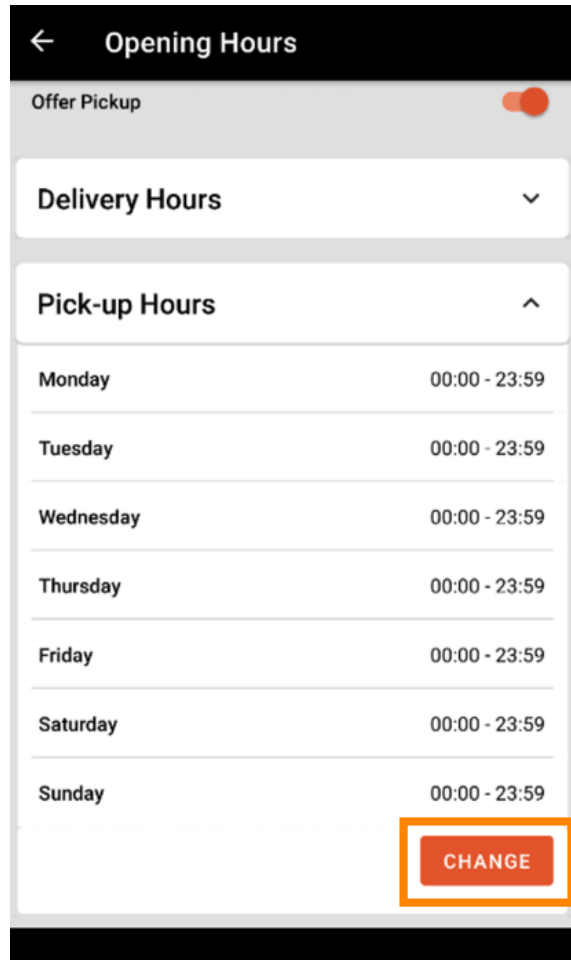 Opening Hours
Offer Pickup
Delivery Hours
Pick-up Hours
Monday 00:00 - 23:59
Tuesday 00:00 - 23:59
Wednesday 00:00 - 23:59
Thursday 00:00 - 23:59
Friday 00:00 - 23:59
Saturday 00:00 - 23:59
Sunday 00:00 - 23:59
CHANGE